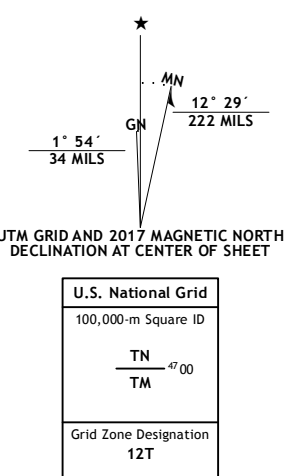 ★
MN
12° 29´
222 MILS
GN
1° 54´
34 MILS
UTM GRID AND 2017 MAGNETIC NORTH
DECLINATION AT CENTER OF SHEET
U.S. National Grid
100,000-m Square ID
TN
47 00
TM
Grid Zone Designation
12T